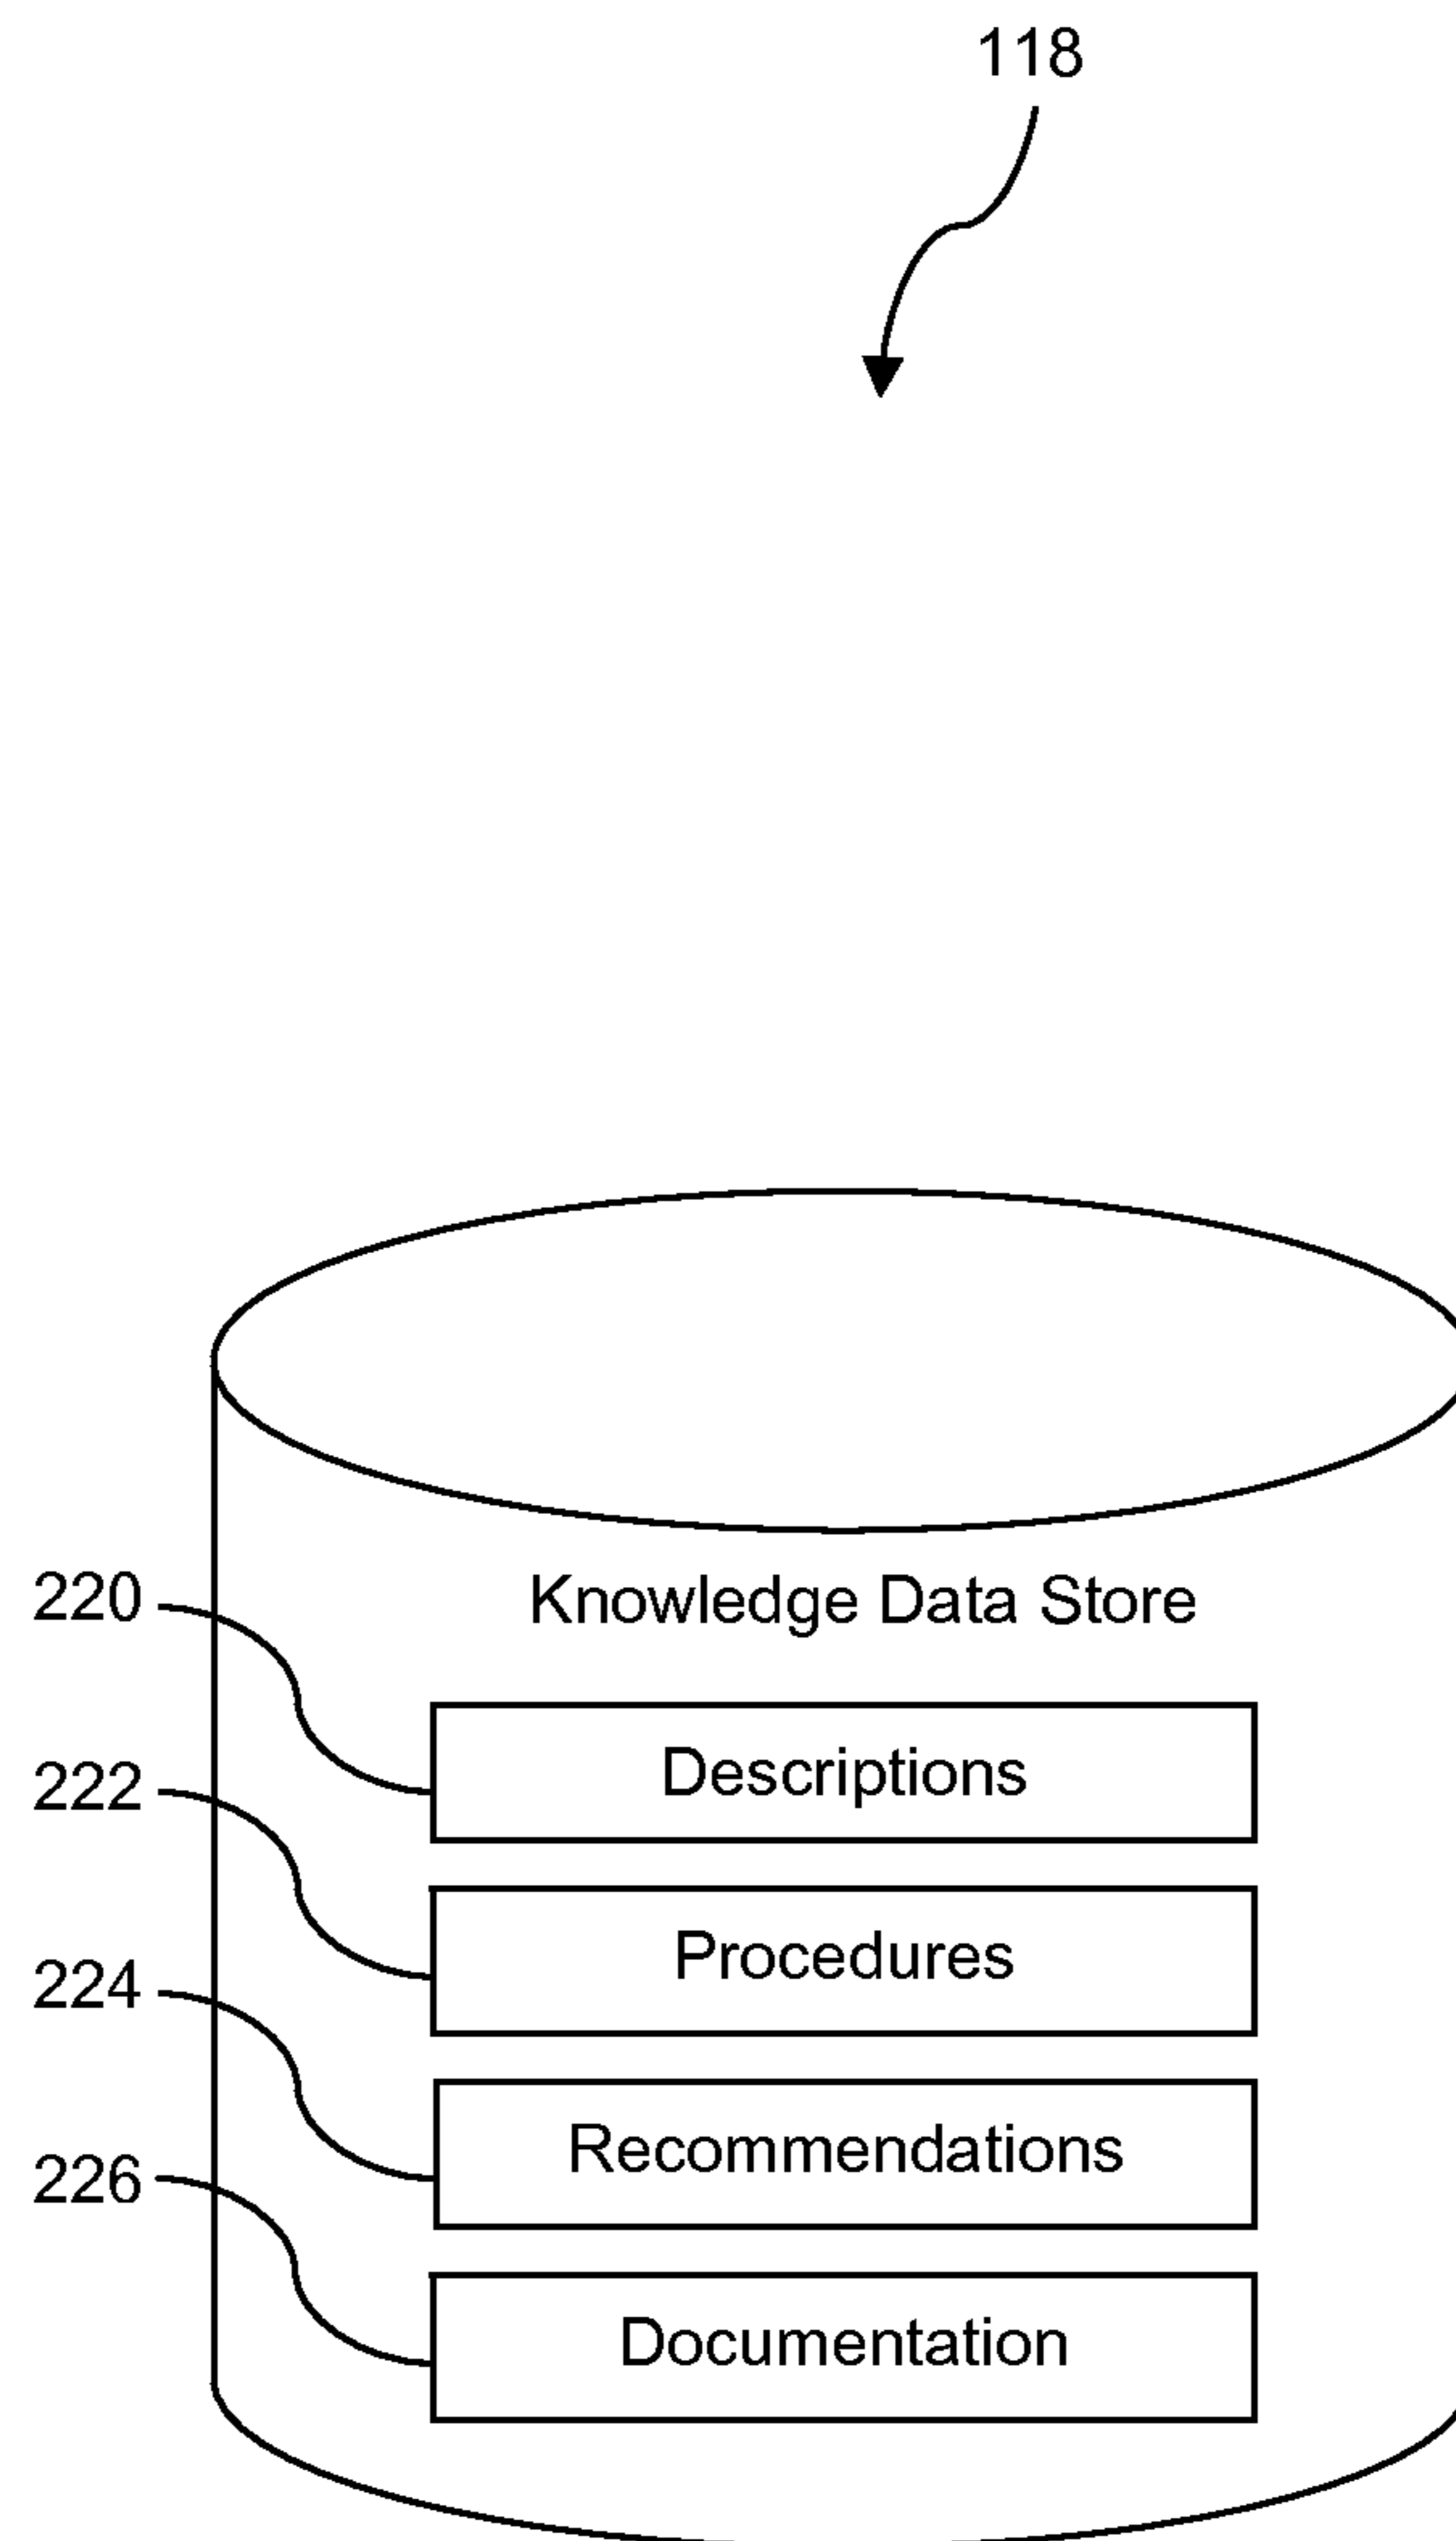 118
Knowledge Data Store
220
Descriptions
222
Procedures
224
Recommendations
226
Documentation